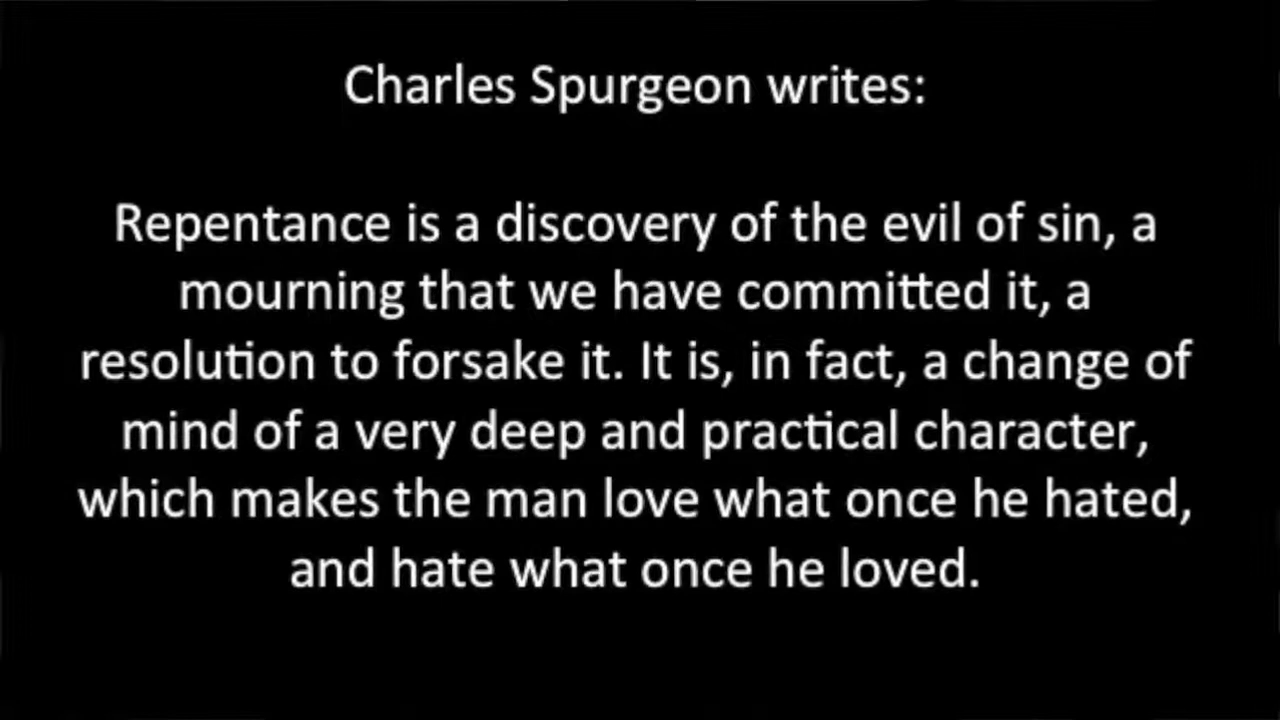 Charles Spurgeon writes:
Repentance is a discovery of the evil of sin, a
mourning that we have committed it, a
resolution to forsake it. It is, in fact, a change of
mind of a very deep and practical character,
which makes the man love what once he hated,
and hate what once he loved.